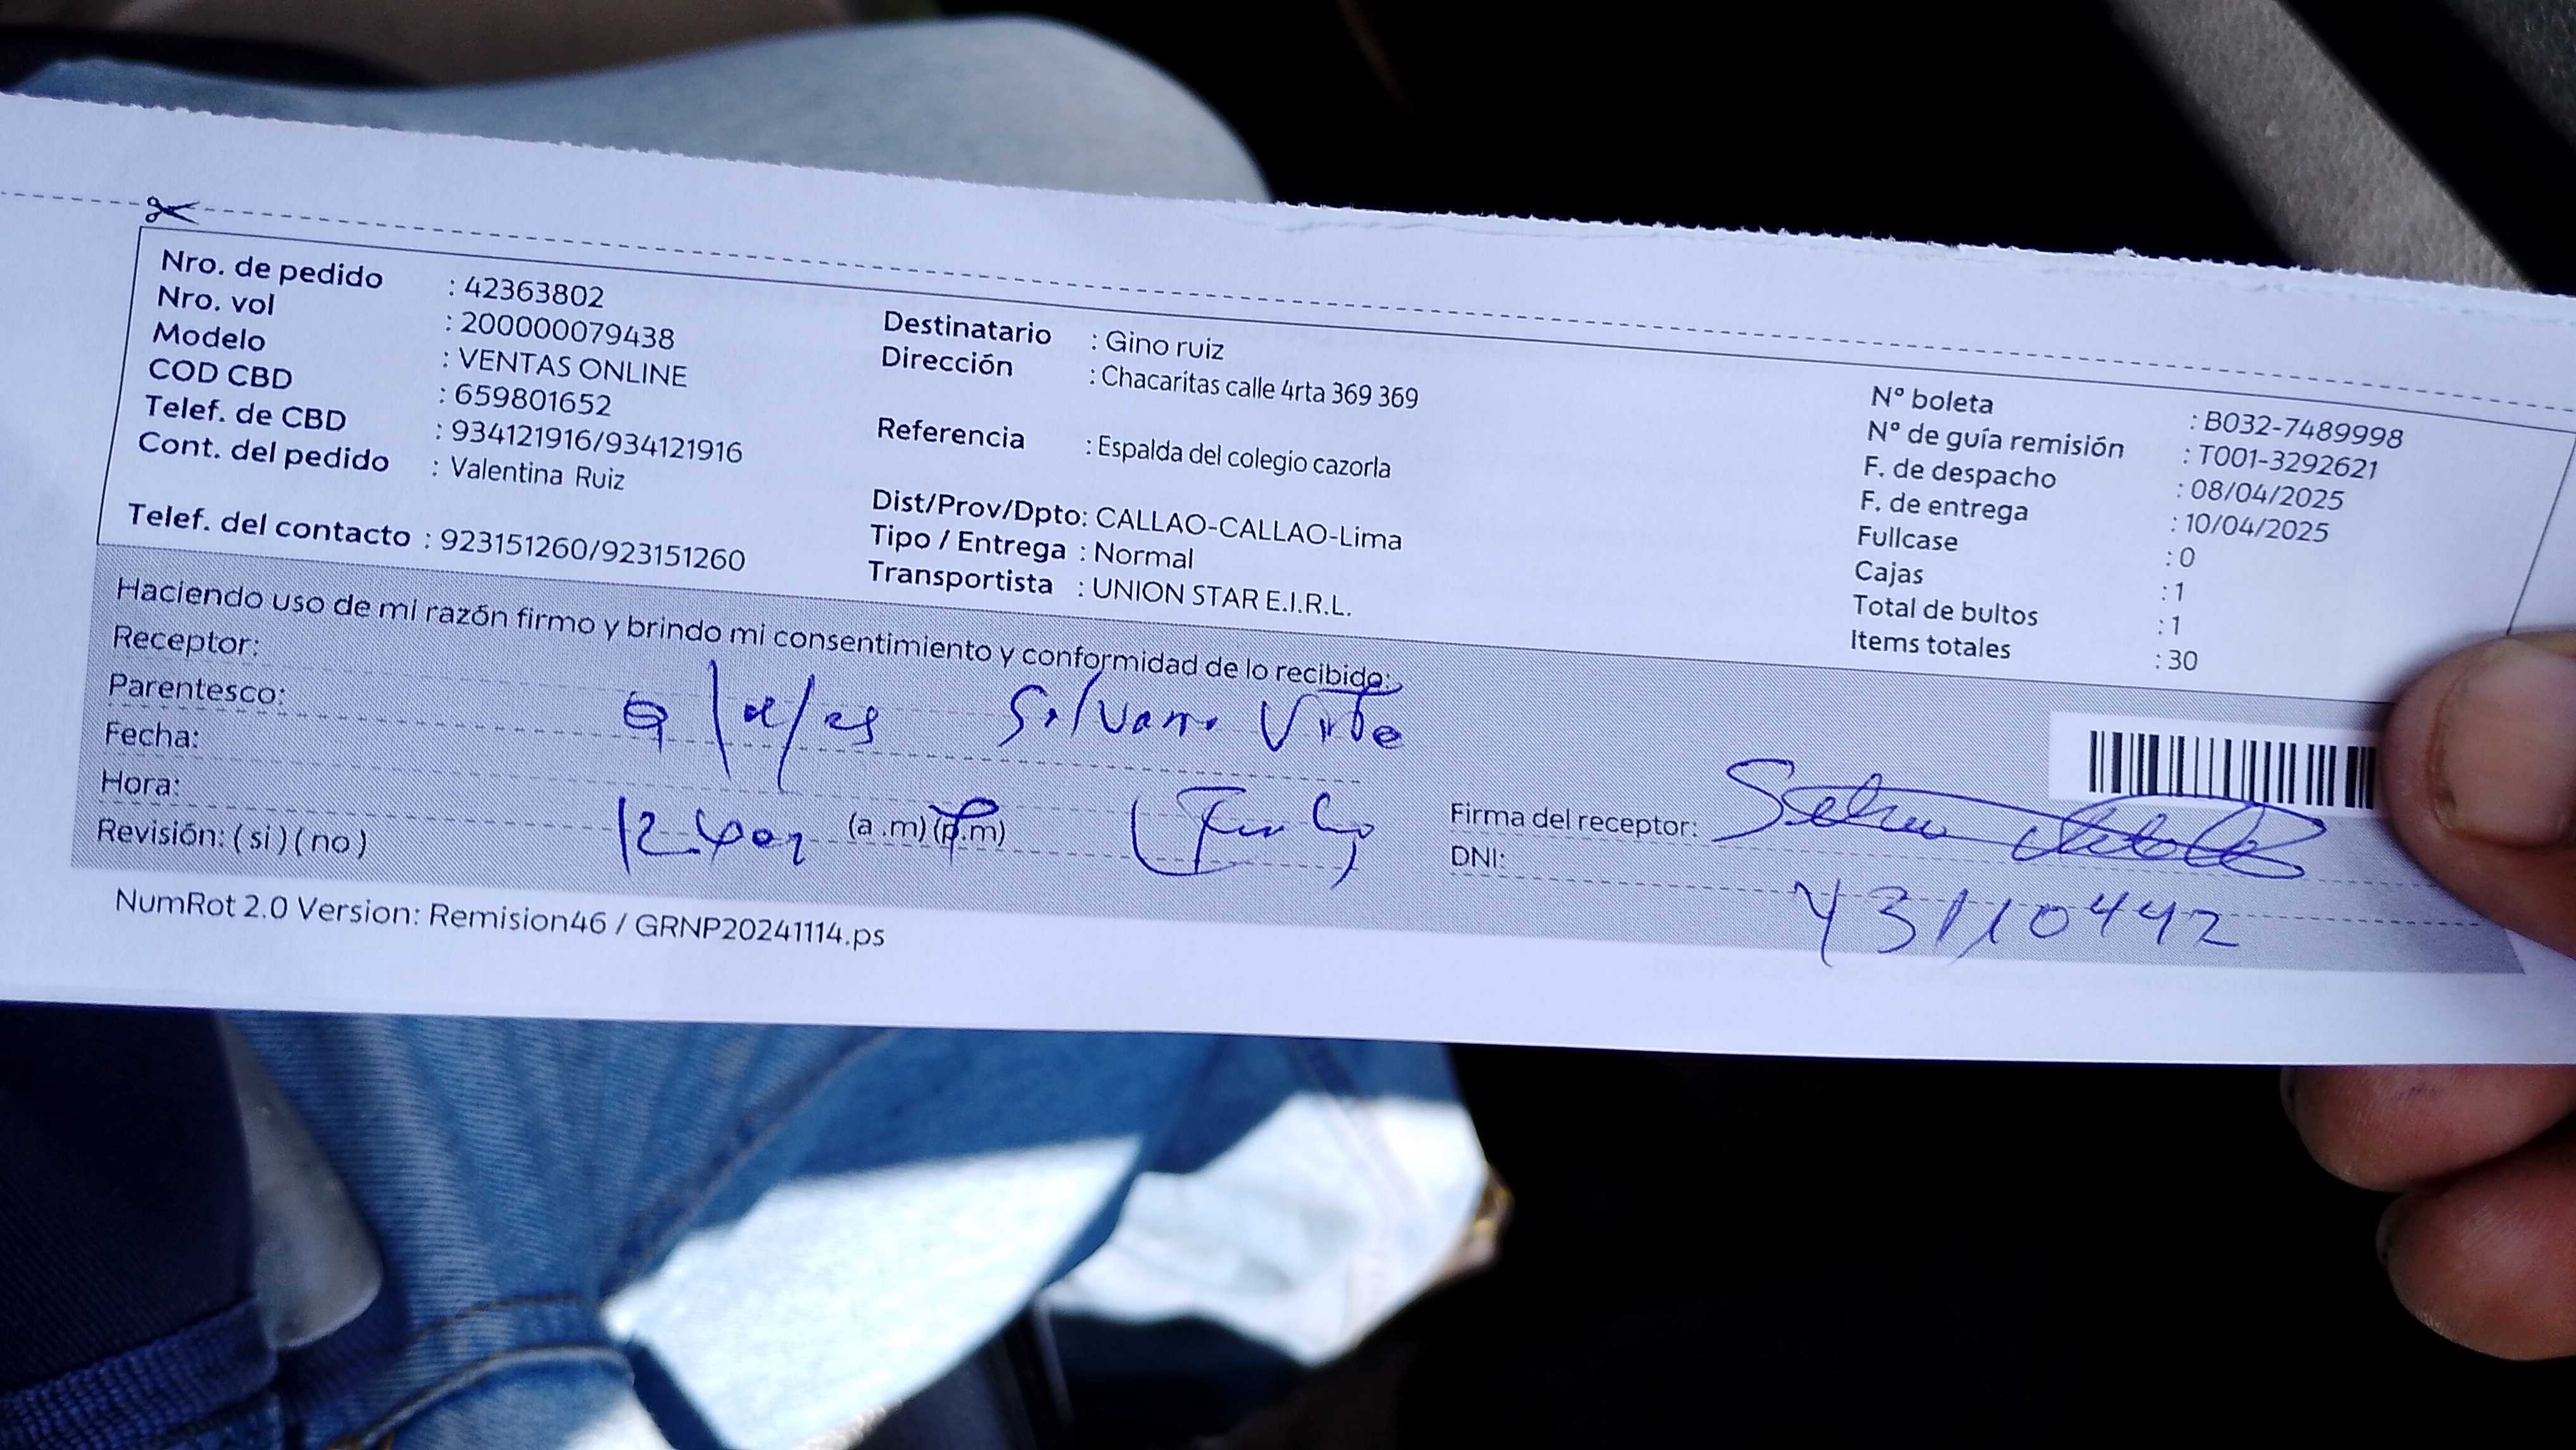 Nro. de pedido : 42363802
Nro. vol : 200000079438
Modelo : VENTAS ONLINE
COD CBD : 659801652
Telef. de CBD : 934121916/934121916
Cont. del pedido : Valentina Ruiz
Telef. del contacto : 923151260/923151260
Destinatario : Gino ruiz
Dirección : Chacaritas calle 4rta 369 369
Referencia : Espalda del colegio cazorla
Dist/Prov/Dpto: CALLAO-CALLAO-Lima
Tipo / Entrega : Normal
Transportista : UNION STAR E.I.R.L.
N° boleta : B032-7489998
N° de guía remisión : T001-3292621
F. de despacho : 08/04/2025
F. de entrega : 10/04/2025
Fullcase : 0
Cajas : 1
Total de bultos : 1
Items totales : 30
Haciendo uso de mi razón firmo y brindo mi consentimiento y conformidad de lo recibido:
Receptor:
Parentesco:
Fecha:
Hora: (a .m) (p.m)
Revisión: ( si ) ( no )
Firma del receptor:
DNI: 43110442
NumRot 2.0 Version: Remision46 / GRNP20241114.ps